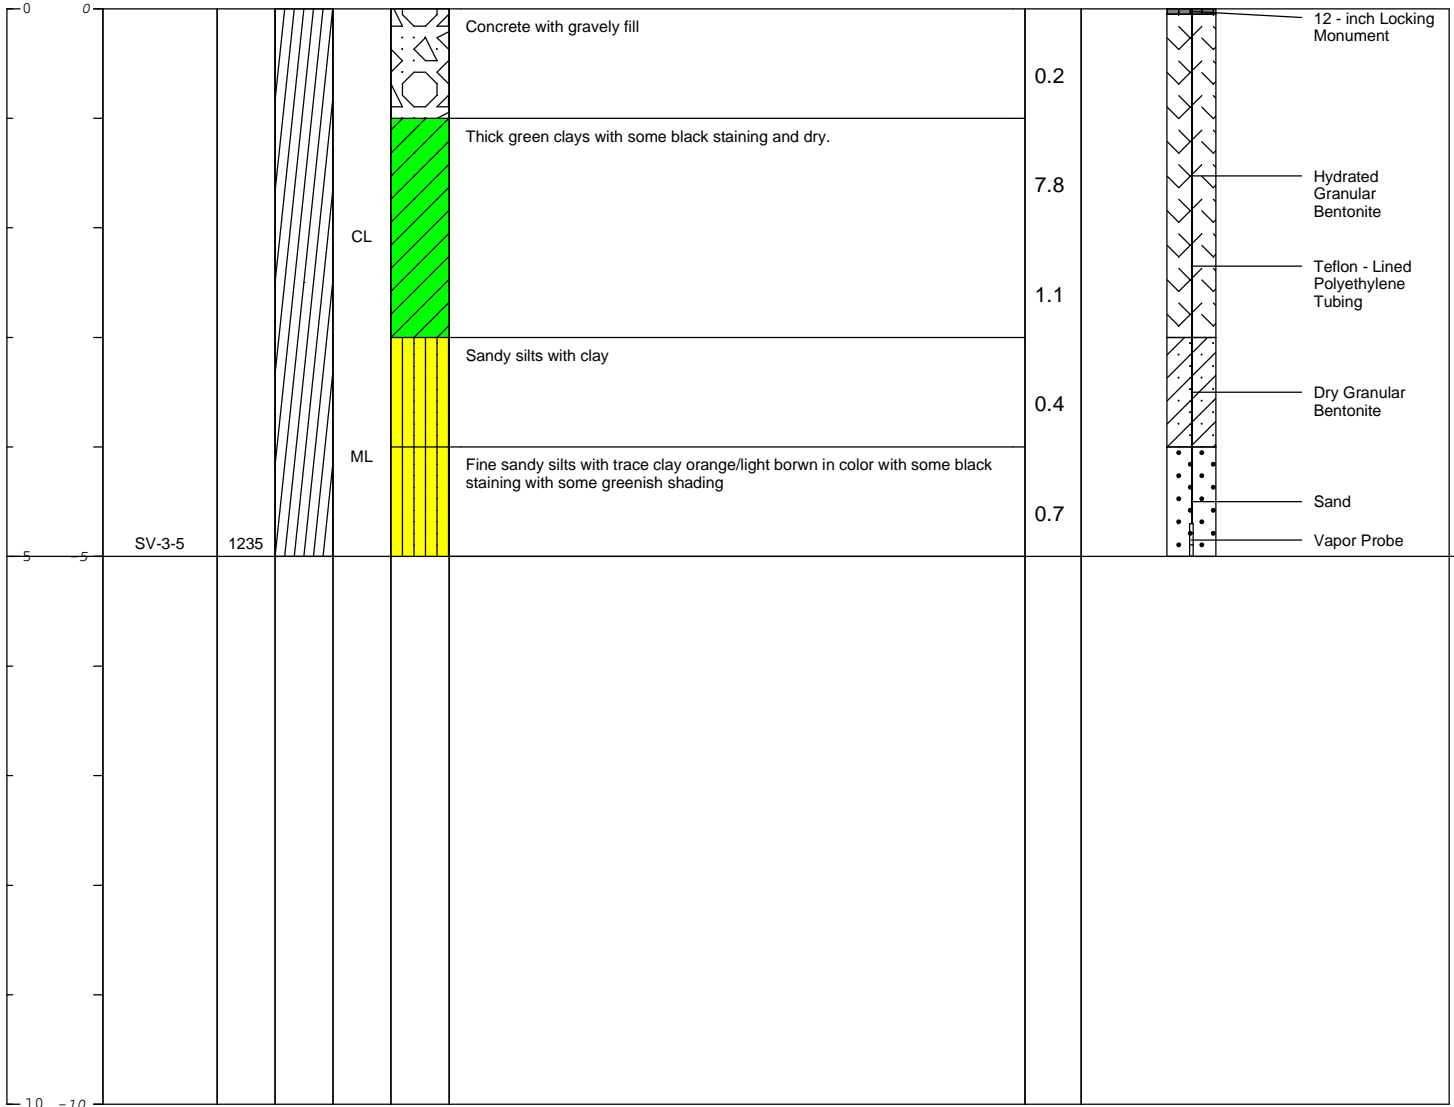 0 0
Concrete with gravely fill
12 - inch Locking
Monument
0.2
Thick green clays with some black staining and dry.
7.8
Hydrated
Granular
Bentonite
CL
Teflon - Lined
Polyethylene
Tubing
1.1
Sandy silts with clay
0.4
Dry Granular
Bentonite
ML
Fine sandy silts with trace clay orange/light borwn in color with some black
staining with some greenish shading
Sand
0.7
SV-3-5 1235
Vapor Probe
5 -5
10 -10